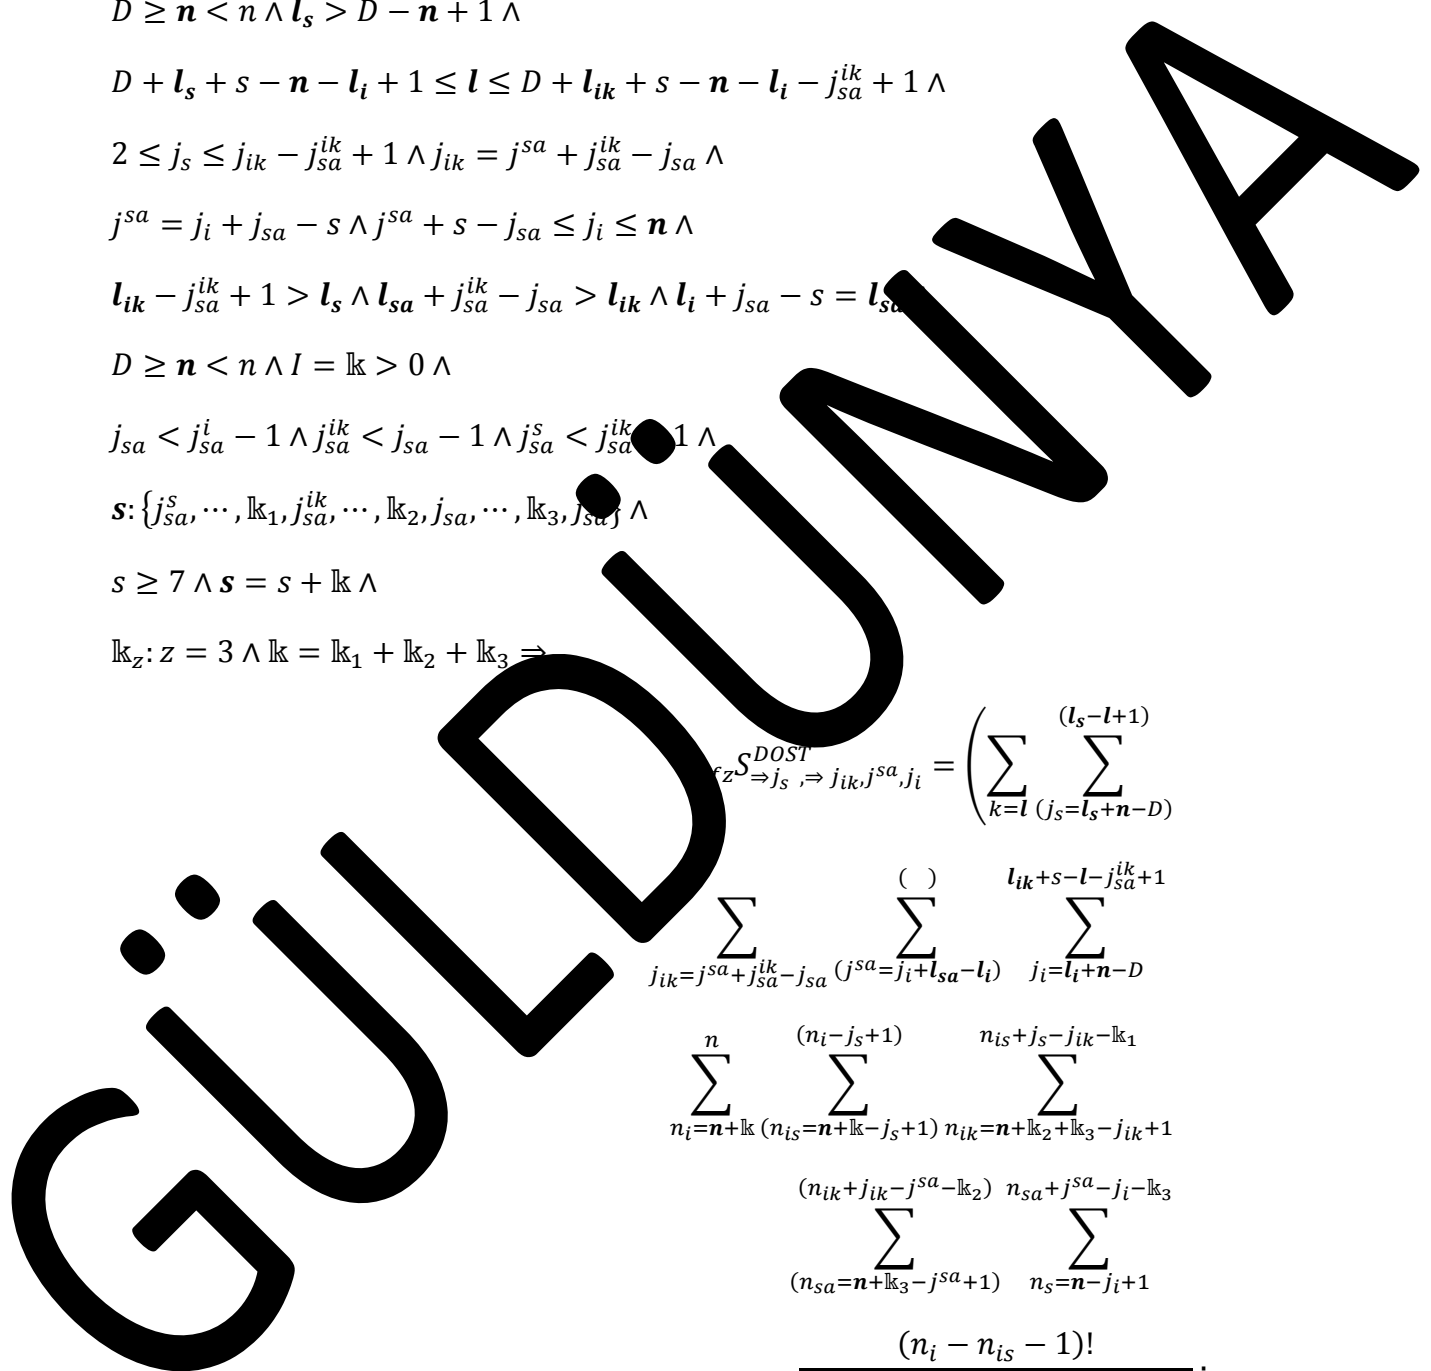 D ≥ 𝒏 < n ∧ 𝒍_𝒔 > D − 𝒏 + 1 ∧
D + 𝒍_𝒔 + s − 𝒏 − 𝒍_𝒊 + 1 ≤ 𝒍 ≤ D + 𝒍_𝒊𝒌 + s − 𝒏 − 𝒍_𝒊 − j_sa^ik + 1 ∧
2 ≤ j_s ≤ j_ik − j_sa^ik + 1 ∧ j_ik = j^sa + j_sa^ik − j_sa ∧
j^sa = j_i + j_sa − s ∧ j^sa + s − j_sa ≤ j_i ≤ 𝒏 ∧
𝒍_𝒊𝒌 − j_sa^ik + 1 > 𝒍_𝒔 ∧ 𝒍_𝒔𝒂 + j_sa^ik − j_sa > 𝒍_𝒊𝒌 ∧ 𝒍_𝒊 + j_sa − s = 𝒍_𝒔𝒂
D ≥ 𝒏 < n ∧ I = 𝕜 > 0 ∧
j_sa < j_sa^i − 1 ∧ j_sa^ik < j_sa − 1 ∧ j_sa^s < j_sa^ik 1 ∧
𝒔: {j_sa^s, ⋯, 𝕜_1, j_sa^ik, ⋯, 𝕜_2, j_sa, ⋯, 𝕜_3, j_sa} ∧
s ≥ 7 ∧ 𝒔 = s + 𝕜 ∧
𝕜_z: z = 3 ∧ 𝕜 = 𝕜_1 + 𝕜_2 + 𝕜_3 ⇒
_z S_{⇒j_s ,⇒ j_ik, j^sa, j_i}^{DOST} = ( ∑_{k=𝒍} ∑_{(j_s=𝒍_𝒔+𝒏−D)}^{(𝒍_𝒔−𝒍+1)}
∑_{j_ik=j^sa+j_sa^ik−j_sa} ∑_{(j^sa=j_i+𝒍_𝒔𝒂−𝒍_𝒊)}^{( )} ∑_{j_i=𝒍_𝒊+𝒏−D}^{𝒍_𝒊𝒌+s−𝒍−j_sa^ik+1}
∑_{n_i=𝒏+𝕜}^{n} ∑_{(n_is=𝒏+𝕜−j_s+1)}^{(n_i−j_s+1)} ∑_{n_ik=𝒏+𝕜_2+𝕜_3−j_ik+1}^{n_is+j_s−j_ik−𝕜_1}
∑_{(n_sa=𝒏+𝕜_3−j^sa+1)}^{(n_ik+j_ik−j^sa−𝕜_2)} ∑_{n_s=𝒏−j_i+1}^{n_sa+j^sa−j_i−𝕜_3}
(n_i − n_is − 1)!
GÜLDÜNYA